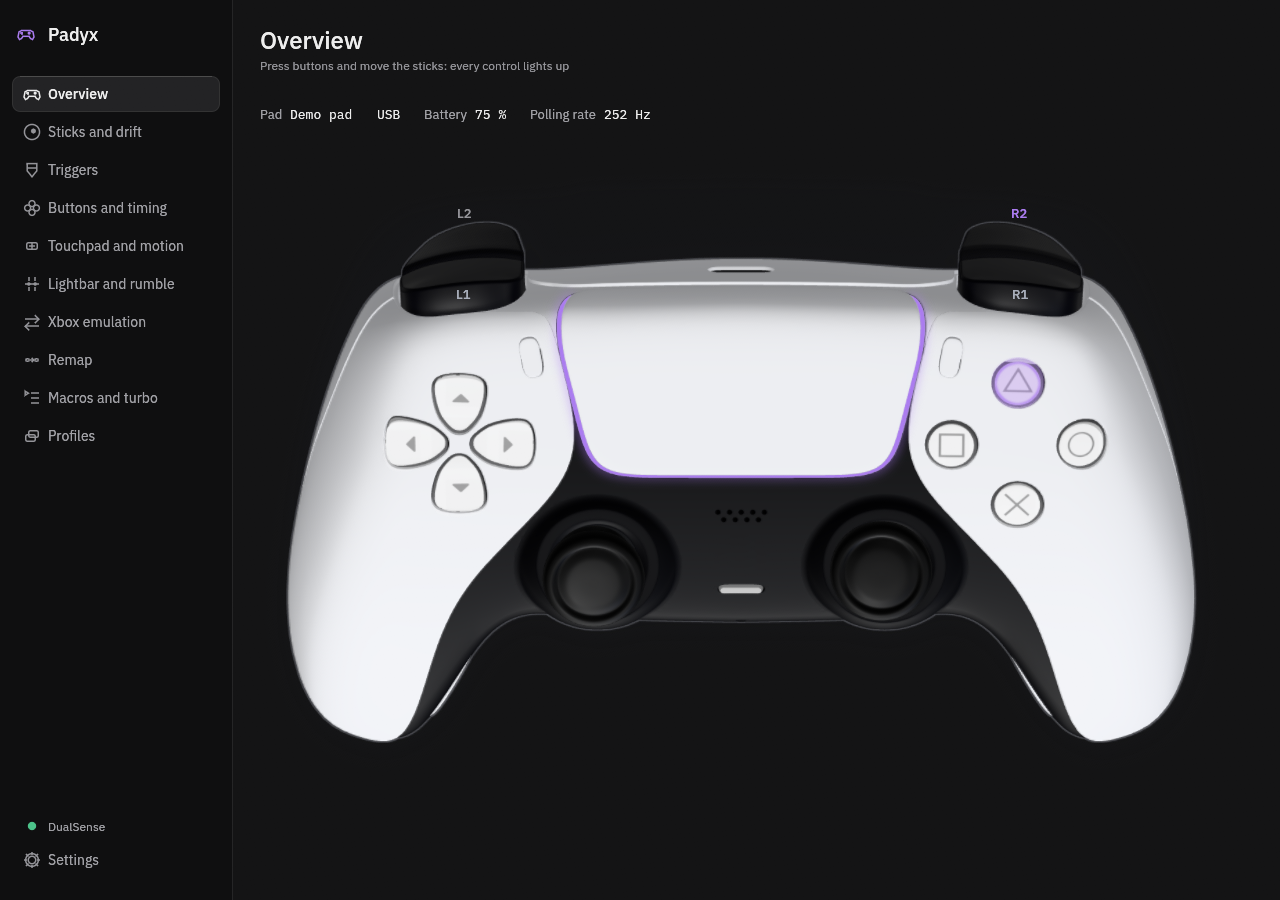 Padyx
Overview
Sticks and drift
Triggers
Buttons and timing
Touchpad and motion
Lightbar and rumble
Xbox emulation
Remap
Macros and turbo
Profiles
DualSense
Settings
Overview
Press buttons and move the sticks: every control lights up
Pad Demo pad USB Battery 75 % Polling rate 252 Hz
L2 R2
L1 R1